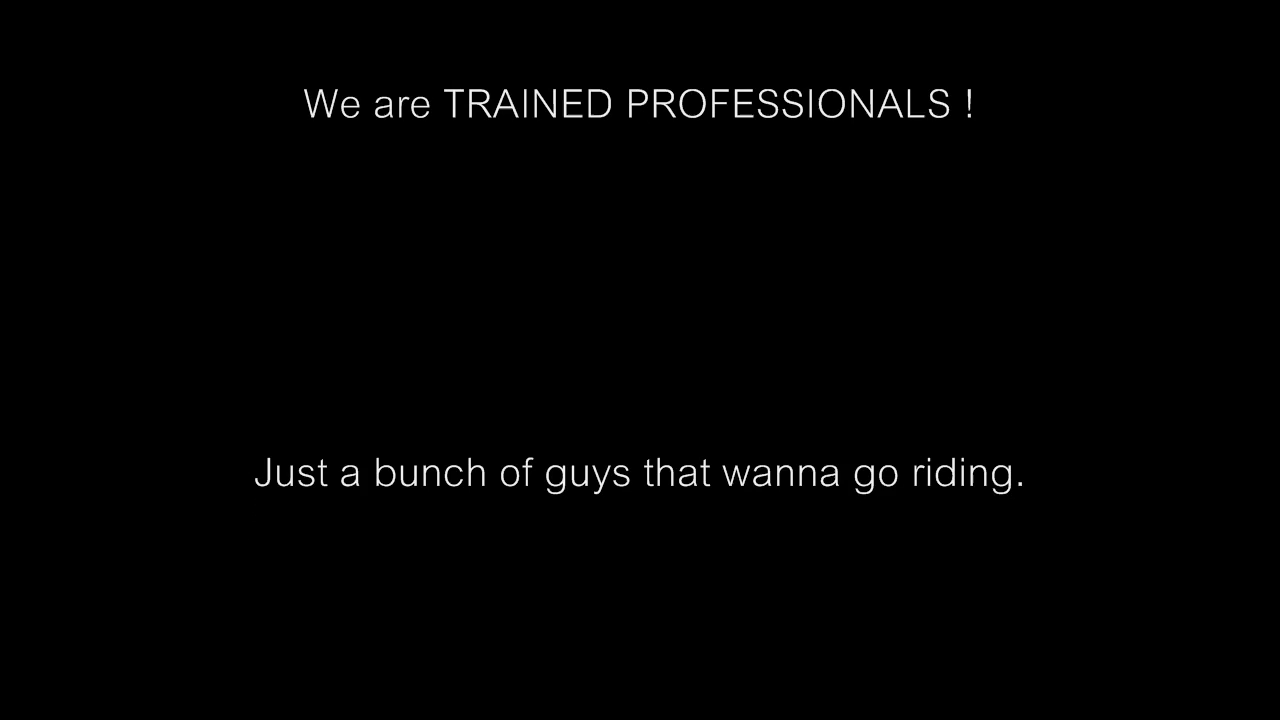 We are TRAINED PROFESSIONALS !
Just a bunch of guys that wanna go riding.